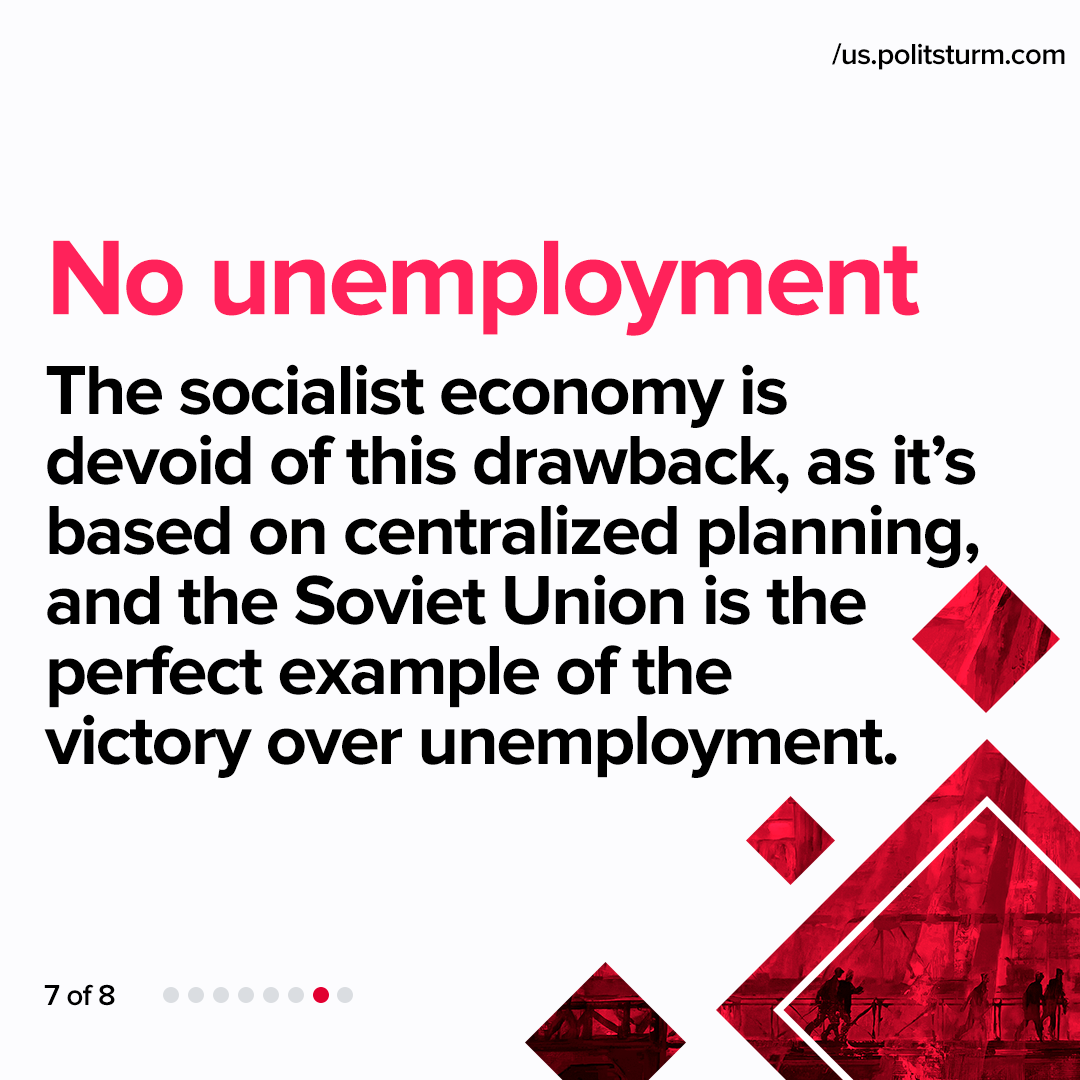 /us.politsturm.com
No unemployment
The socialist economy is
devoid of this drawback, as it’s
based on centralized planning,
and the Soviet Union is the
perfect example of the
victory over unemployment.
7 of 8